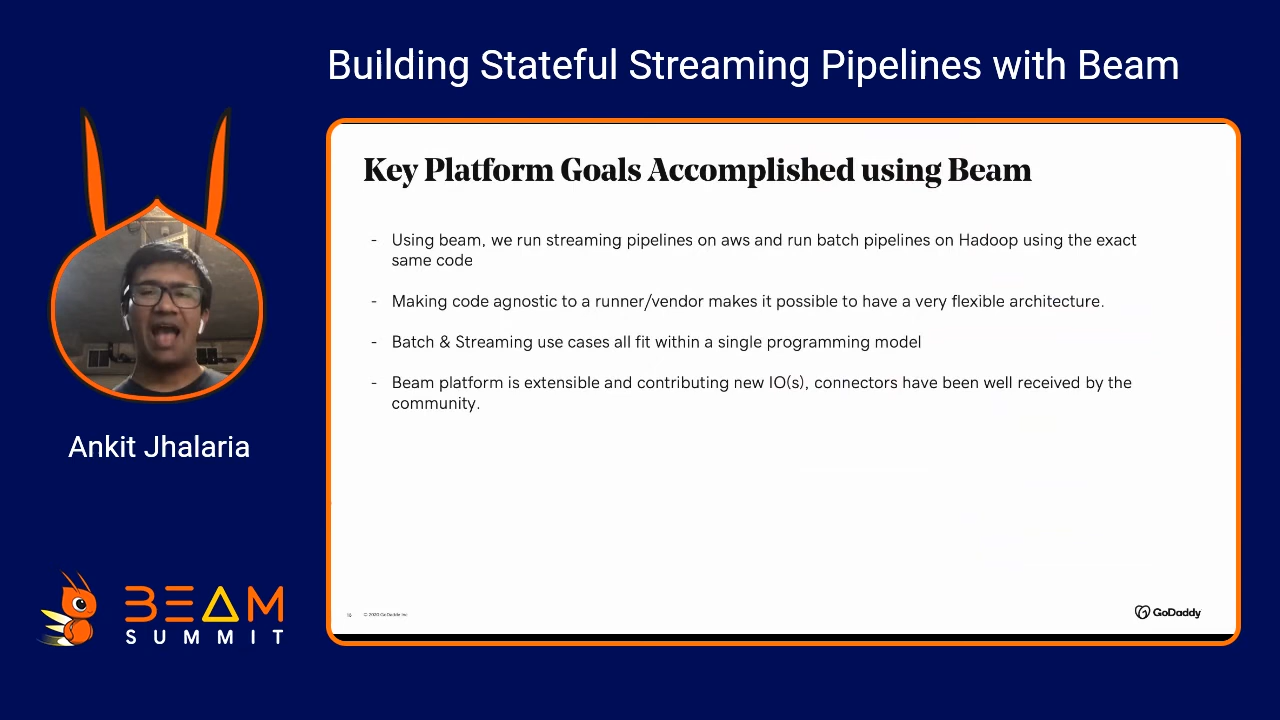 Building Stateful Streaming Pipelines with Beam
Key Platform Goals Accomplished using Beam
- Using beam, we run streaming pipelines on aws and run batch pipelines on Hadoop using the exact
same code
- Making code agnostic to a runner/vendor makes it possible to have a very flexible architecture.
- Batch & Streaming use cases all fit within a single programming model
- Beam platform is extensible and contributing new IO(s), connectors have been well received by the
community.
Ankit Jhalaria
BEAM
SUMMIT
© 2020 GoDaddy Inc
GoDaddy